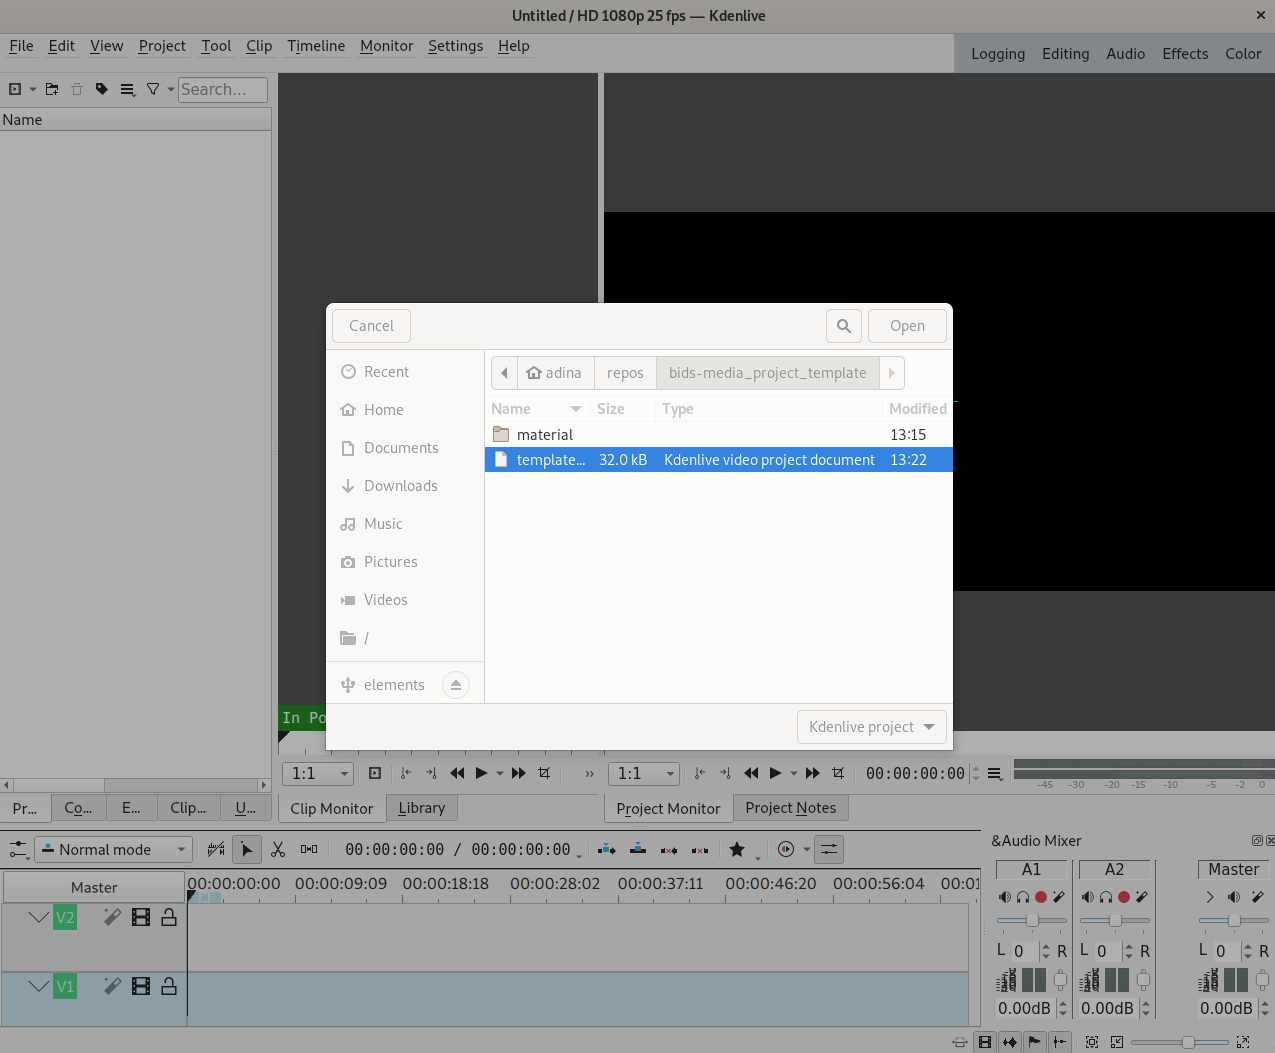 Untitled / HD 1080p 25 fps — Kdenlive
File Edit View Project Tool Clip Timeline Monitor Settings Help
Logging Editing Audio Effects Color
Search...
Name
Cancel
Open
Recent
Home
Documents
Downloads
Music
Pictures
Videos
/
elements
adina repos bids-media_project_template
Name Size Type Modified
material 13:15
template... 32.0 kB Kdenlive video project document 13:22
Kdenlive project
In Po
1:1
1:1
00:00:00:00
-45 -30 -20 -15 -10 -5 -2 0
Pr... Co... E... Clip... U...
Clip Monitor Library
Project Monitor Project Notes
Normal mode
00:00:00:00 / 00:00:00:00
Master
00:00:00:00 00:00:09:09 00:00:18:18 00:00:28:02 00:00:37:11 00:00:46:20 00:00:56:04 00:01
V2
V1
&Audio Mixer
A1 A2 Master
L 0 R L 0 R L 0 R
0.00dB 0.00dB 0.00dB